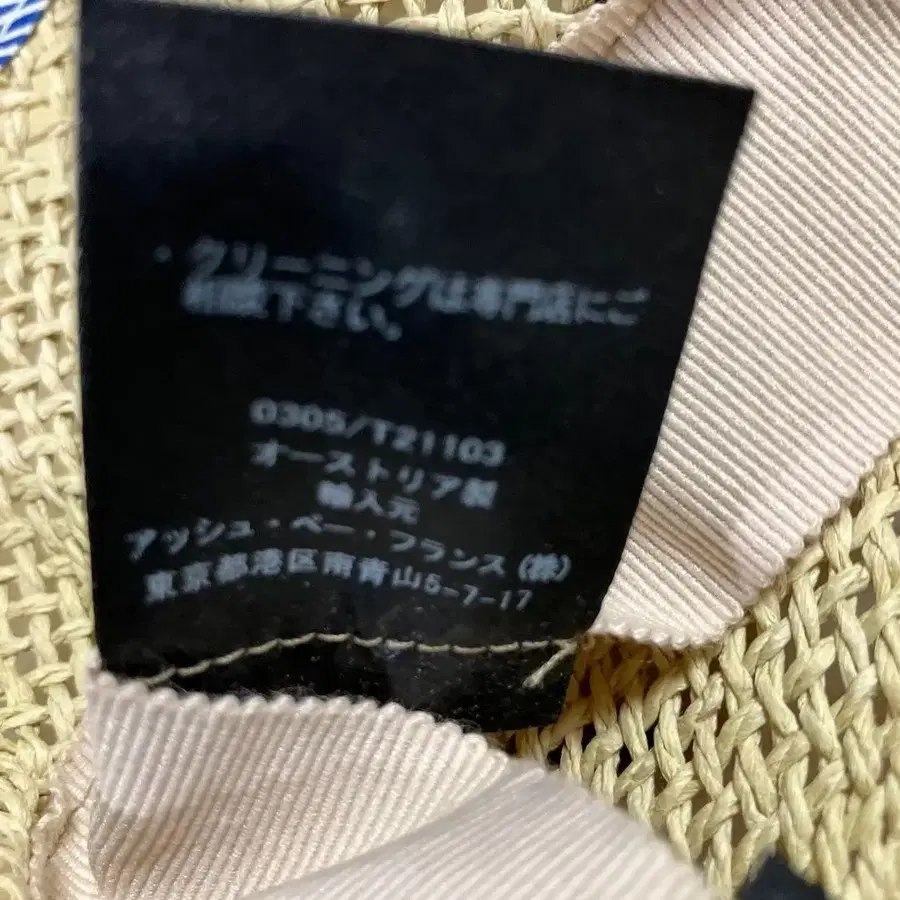 ・クリーニングは専門店にご
相談下さい。
0305/T21103
オーストリア製
輸入元
アッシュ・ペー・フランス(株)
東京都港区南青山5-7-17